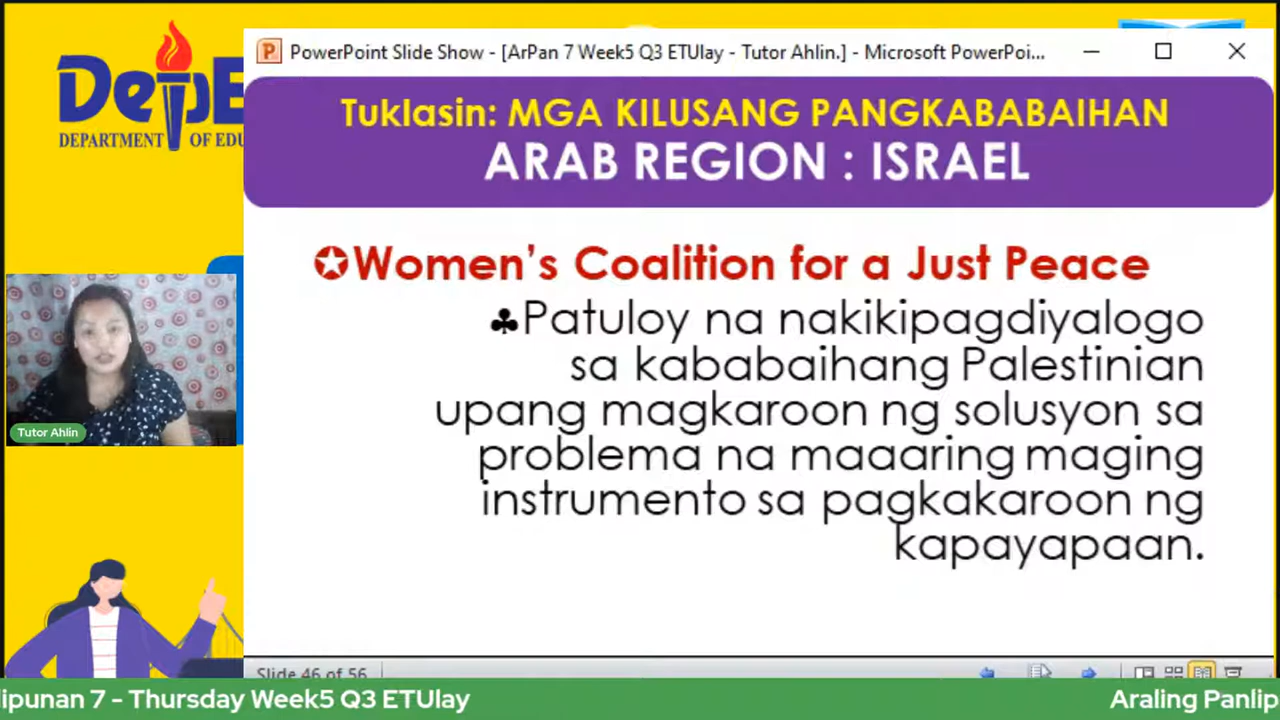 PowerPoint Slide Show - [ArPan 7 Week5 Q3 ETUlay - Tutor Ahlin.] - Microsoft PowerPoi...
DepE
DEPARTMENT OF EDU
Tuklasin: MGA KILUSANG PANGKABABAIHAN
ARAB REGION : ISRAEL
Women's Coalition for a Just Peace
Patuloy na nakikipagdiyalogo
sa kababaihang Palestinian
upang magkaroon ng solusyon sa
problema na maaaring maging
instrumento sa pagkakaroon ng
kapayapaan.
Tutor Ahlin
Slide 46 of 56
lipunan 7 - Thursday Week5 Q3 ETUlay
Araling Panlip